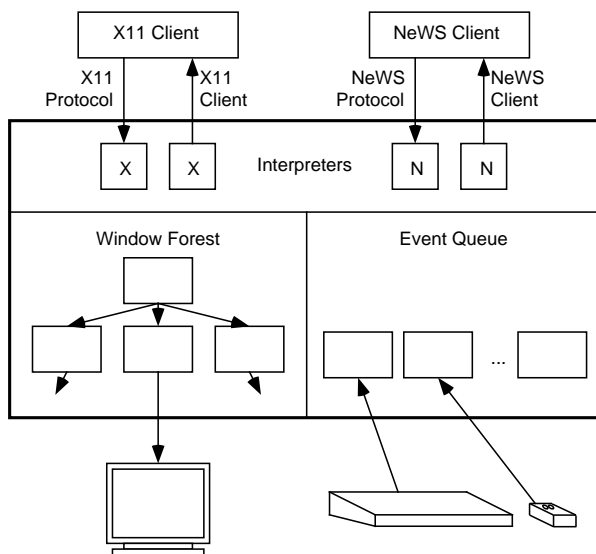 X11 Client
NeWS Client
X11
Protocol
X11
Client
NeWS
Protocol
NeWS
Client
X
X
Interpreters
N
N
Window Forest
Event Queue
...